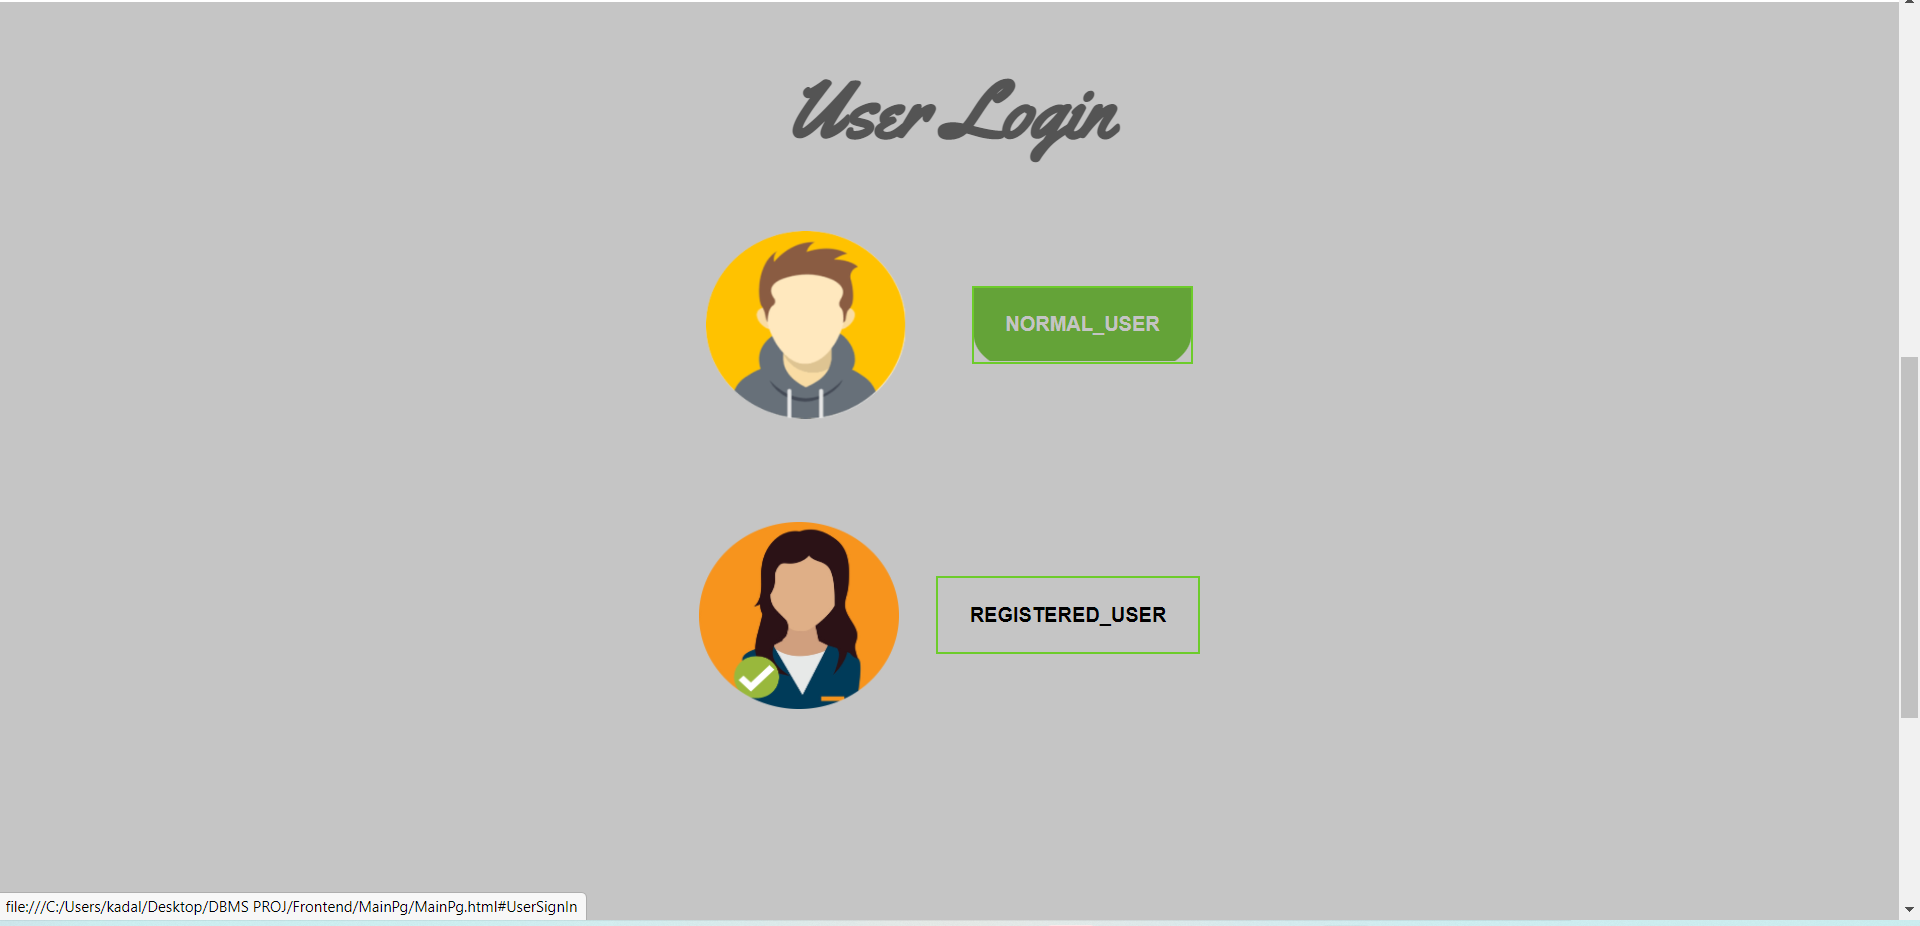 User Login
NORMAL_USER
REGISTERED_USER
file:///C:/Users/kadal/Desktop/DBMS PROJ/Frontend/MainPg/MainPg.html#UserSignIn